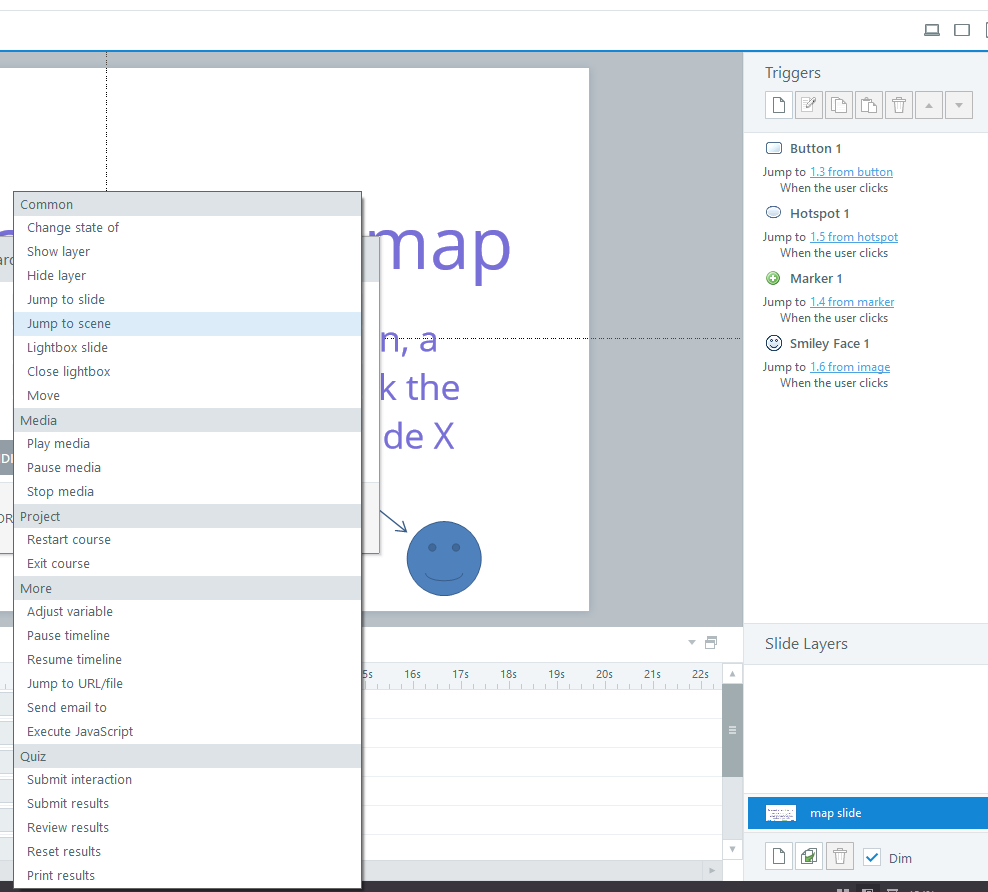 Triggers
Button 1
Jump to 1.3 from button
When the user clicks
Hotspot 1
Jump to 1.5 from hotspot
When the user clicks
Marker 1
Jump to 1.4 from marker
When the user clicks
Smiley Face 1
Jump to 1.6 from image
When the user clicks
map
n, a
k the
de X
Common
Change state of
Show layer
Hide layer
Jump to slide
Jump to scene
Lightbox slide
Close lightbox
Move
Media
Play media
Pause media
Stop media
Project
Restart course
Exit course
More
Adjust variable
Pause timeline
Resume timeline
Jump to URL/file
Send email to
Execute JavaScript
Quiz
Submit interaction
Submit results
Review results
Reset results
Print results
5s 16s 17s 18s 19s 20s 21s 22s
Slide Layers
map slide
Dim